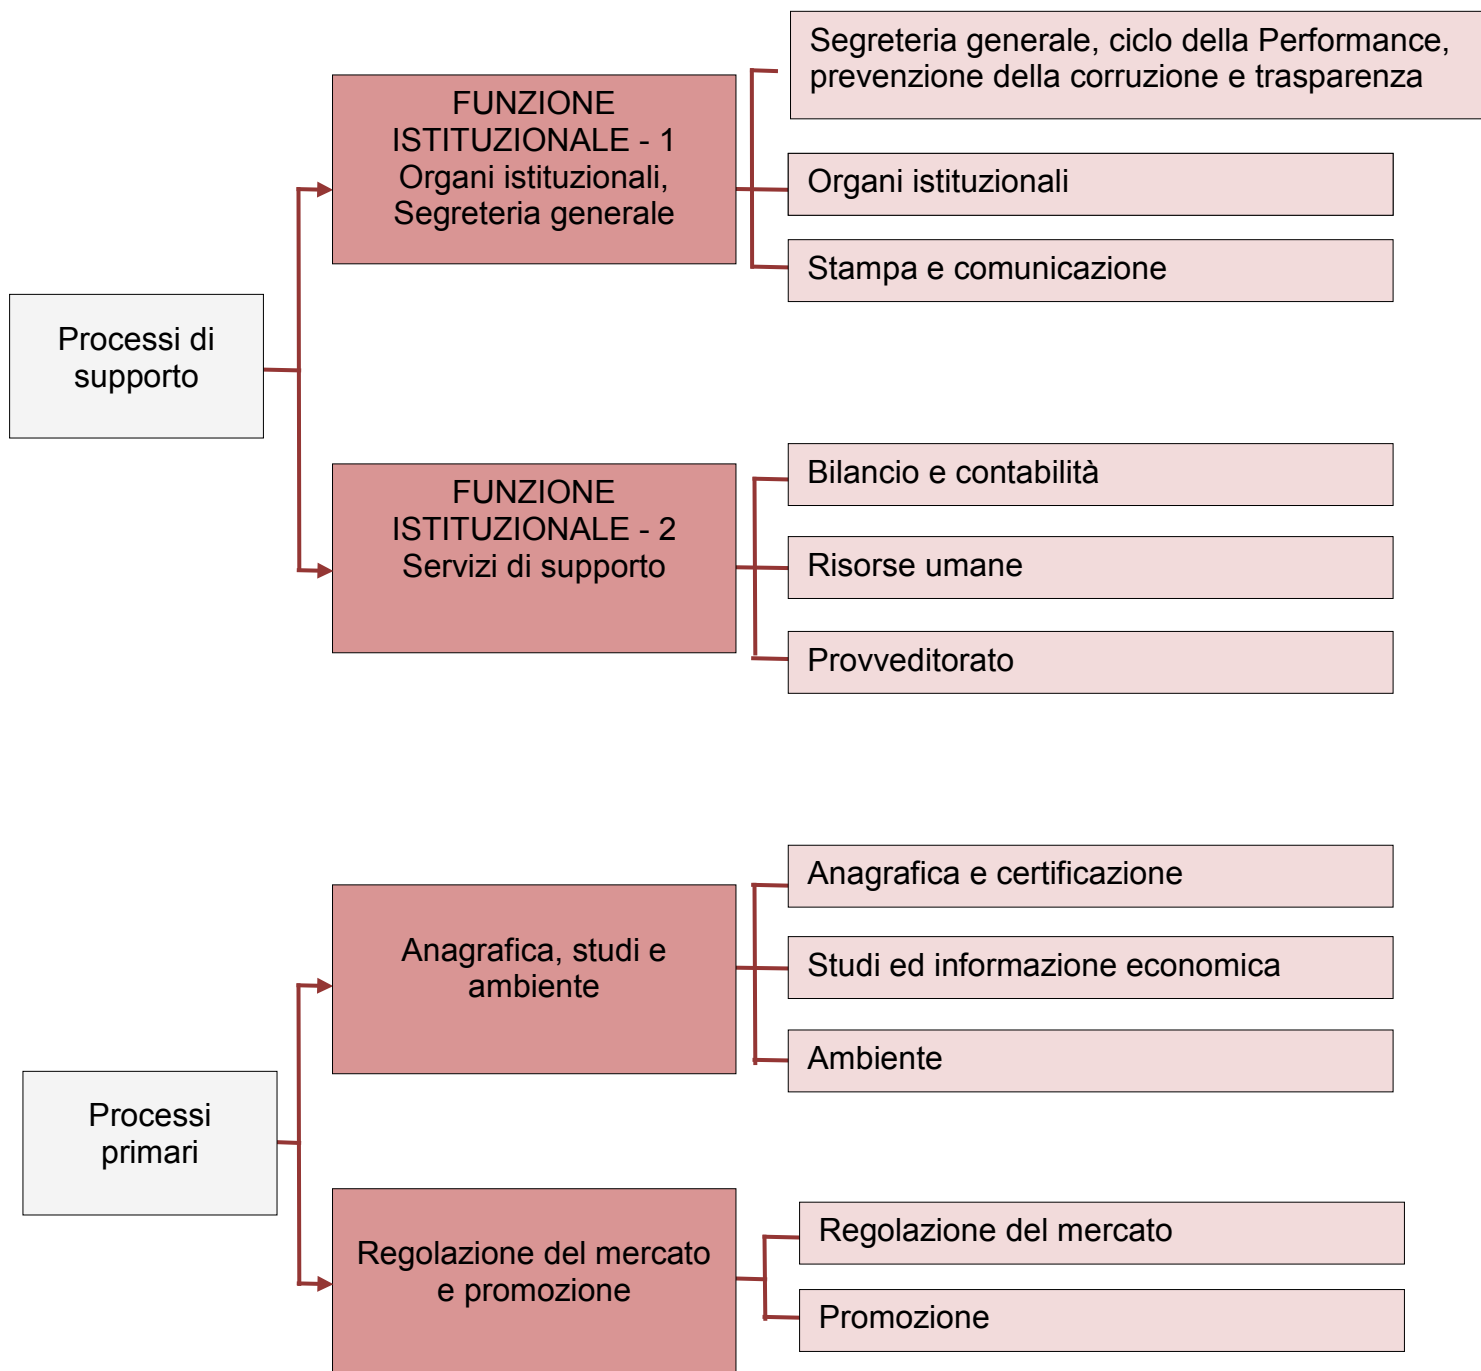 Segreteria generale, ciclo della Performance,
prevenzione della corruzione e trasparenza
FUNZIONE
ISTITUZIONALE - 1
Organi istituzionali,
Segreteria generale
Organi istituzionali
Stampa e comunicazione
Processi di
supporto
Bilancio e contabilità
FUNZIONE
ISTITUZIONALE - 2
Servizi di supporto
Risorse umane
Provveditorato
Anagrafica e certificazione
Anagrafica, studi e
ambiente
Studi ed informazione economica
Ambiente
Processi
primari
Regolazione del mercato
Regolazione del mercato
e promozione
Promozione